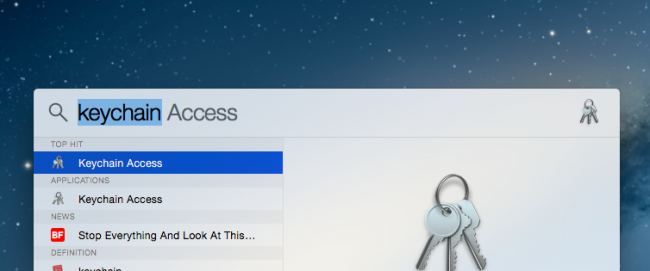 keychain Access
TOP HIT
Keychain Access
APPLICATIONS
Keychain Access
NEWS
BF Stop Everything And Look At This...
DEFINITION
keychain